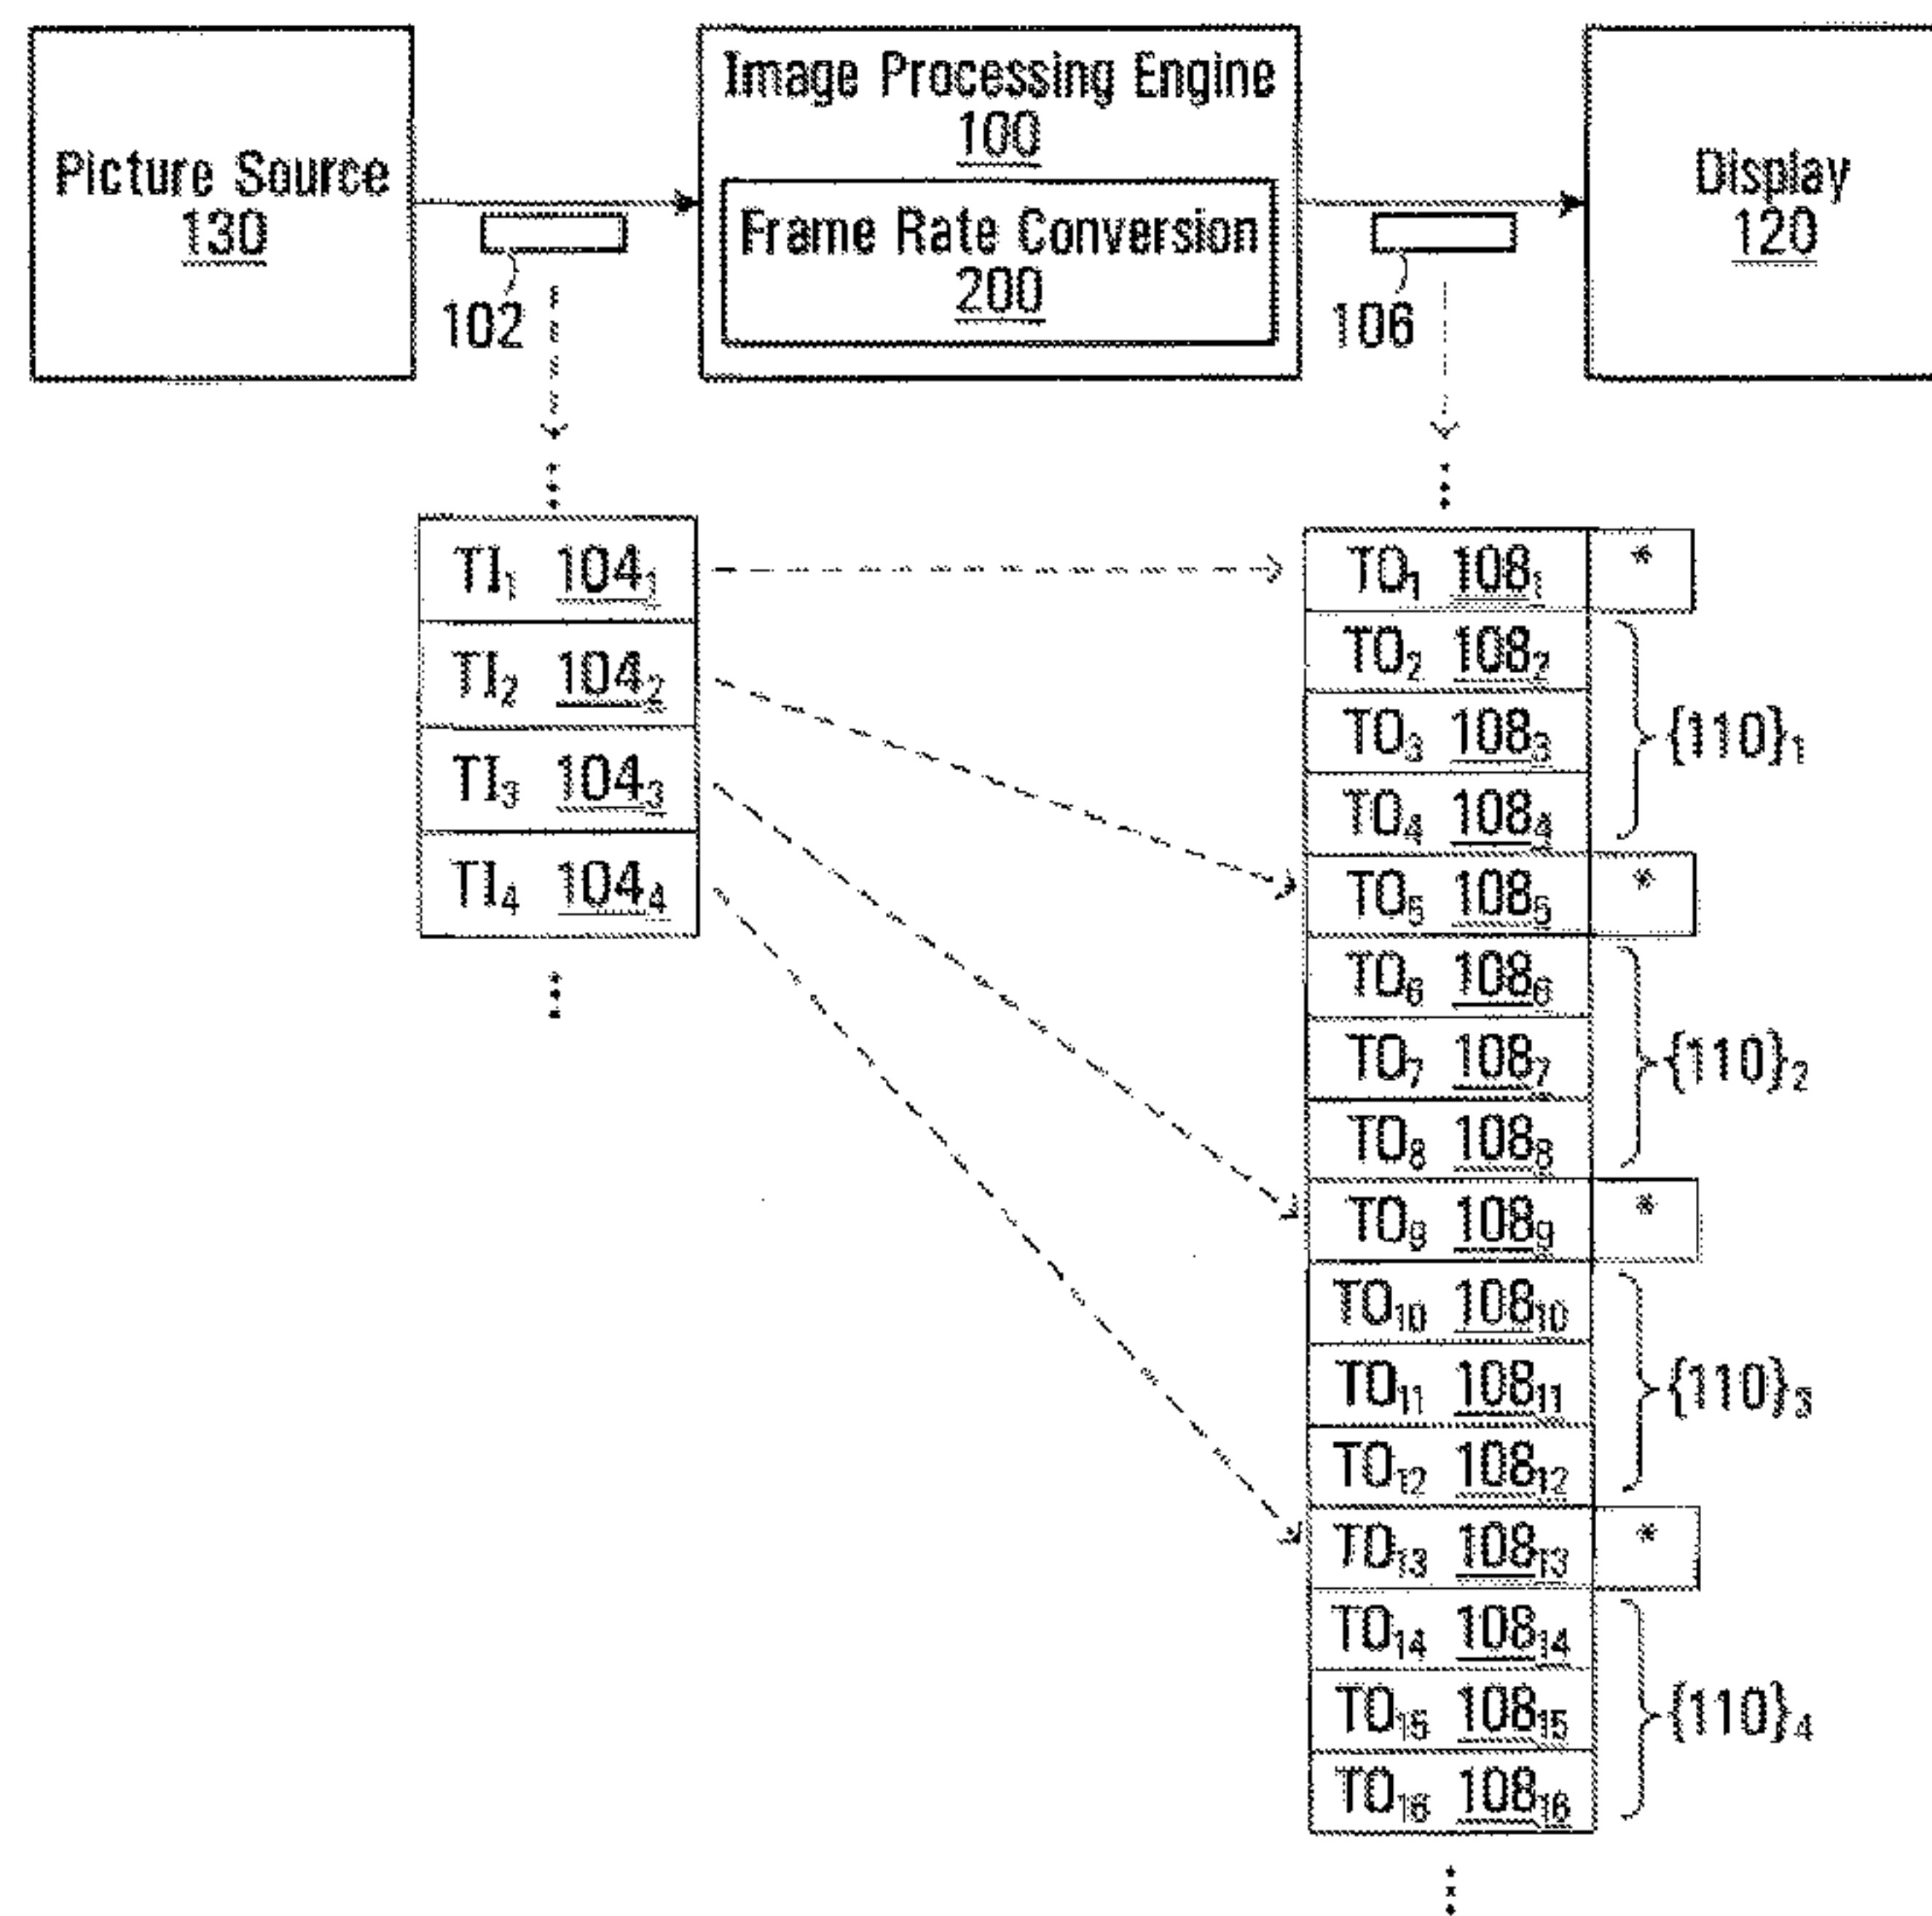 Picture Source
130
Image Processing Engine
100
Frame Rate Conversion
200
Display
120
102
106
TI₁ 104₁
TI₂ 104₂
TI₃ 104₃
TI₄ 104₄
TO₁ 108₁ *
TO₂ 108₂
TO₃ 108₃
TO₄ 108₄
{110}₁
TO₅ 108₅ *
TO₆ 108₆
TO₇ 108₇
TO₈ 108₈
{110}₂
TO₉ 108₉ *
TO₁₀ 108₁₀
TO₁₁ 108₁₁
TO₁₂ 108₁₂
{110}₃
TO₁₃ 108₁₃ *
TO₁₄ 108₁₄
TO₁₅ 108₁₅
TO₁₆ 108₁₆
{110}₄